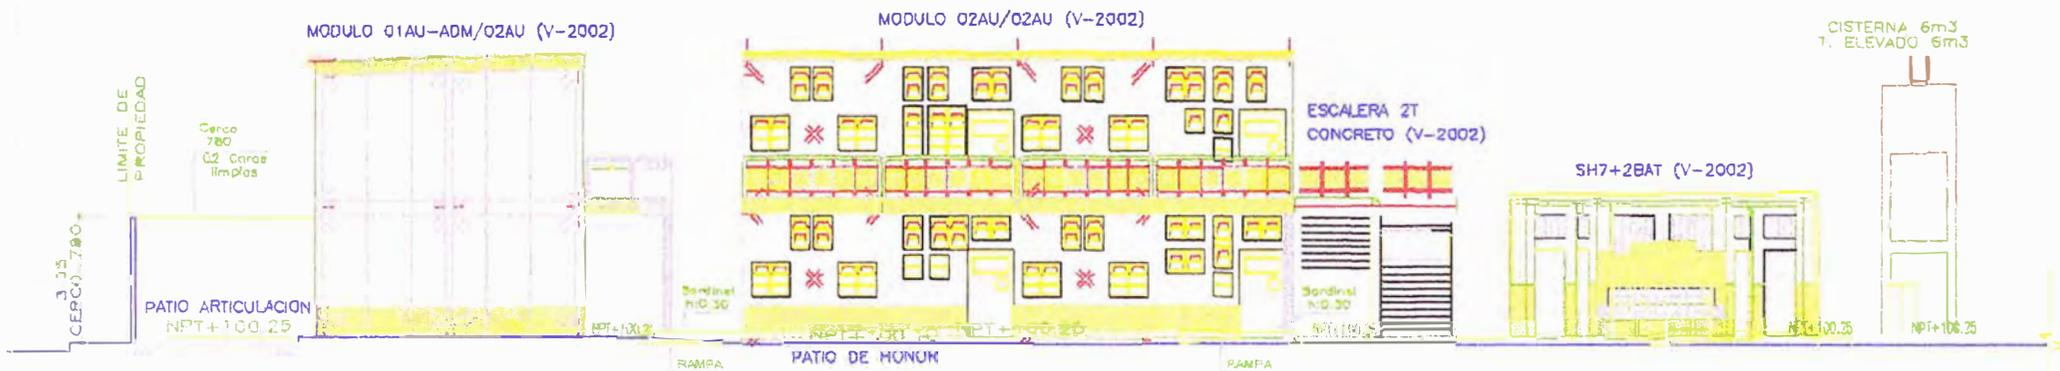 MODULO 01AU-ADM/02AU (V-2002)
MODULO 02AU/02AU (V-2002)
CISTERNA 6m3
T. ELEVADO 6m3
LIMITE DE
PROPIEDAD
Cerco
780
02 Caras
limpias
ESCALERA 2T
CONCRETO (V-2002)
SH7+2BAT (V-2002)
CERCO 780
PATIO ARTICULACION
NPT+100.25
Sardinel
h:0.30
Sardinel
h:0.30
NPT+100.25
NPT+100.25
PATIO DE HONOR
RAMPA
RAMPA